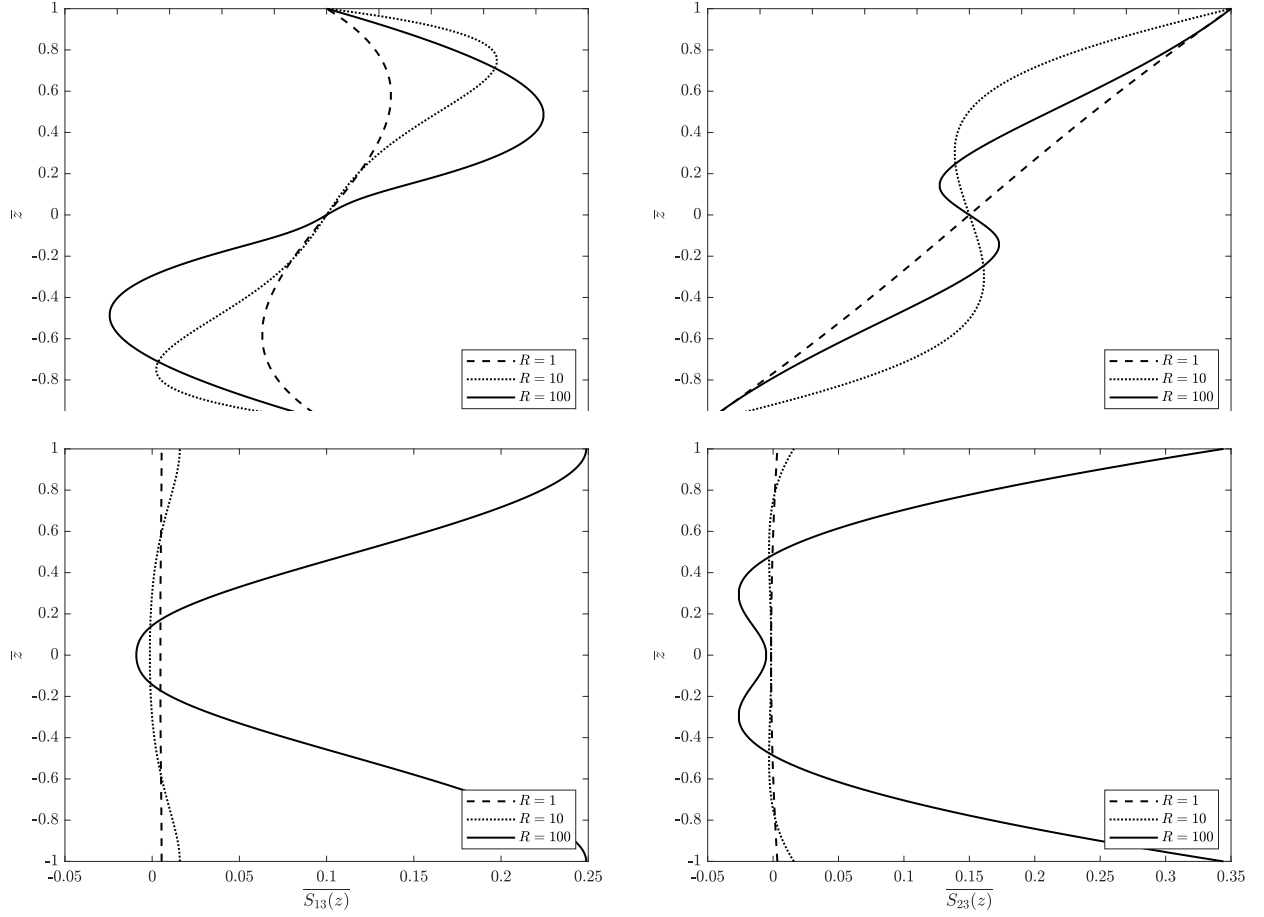 1
0.8
0.6
0.4
0.2
0
-0.2
-0.4
-0.6
-0.8
z̅
R = 1
R = 10
R = 100
1
0.8
0.6
0.4
0.2
0
-0.2
-0.4
-0.6
-0.8
z̅
R = 1
R = 10
R = 100
1
0.8
0.6
0.4
0.2
0
-0.2
-0.4
-0.6
-0.8
-1
z̅
R = 1
R = 10
R = 100
-0.05 0 0.05 0.1 0.15 0.2 0.25
\overline{S_{13}(z)}
1
0.8
0.6
0.4
0.2
0
-0.2
-0.4
-0.6
-0.8
-1
z̅
R = 1
R = 10
R = 100
-0.05 0 0.05 0.1 0.15 0.2 0.25 0.3 0.35
\overline{S_{23}(z)}